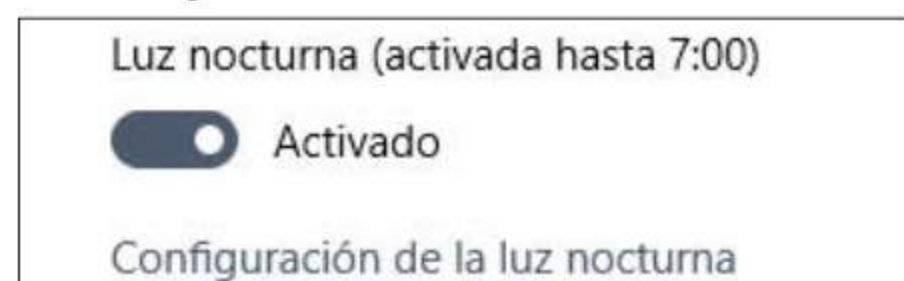 Luz nocturna (activada hasta 7:00)
Activado
Configuración de la luz nocturna